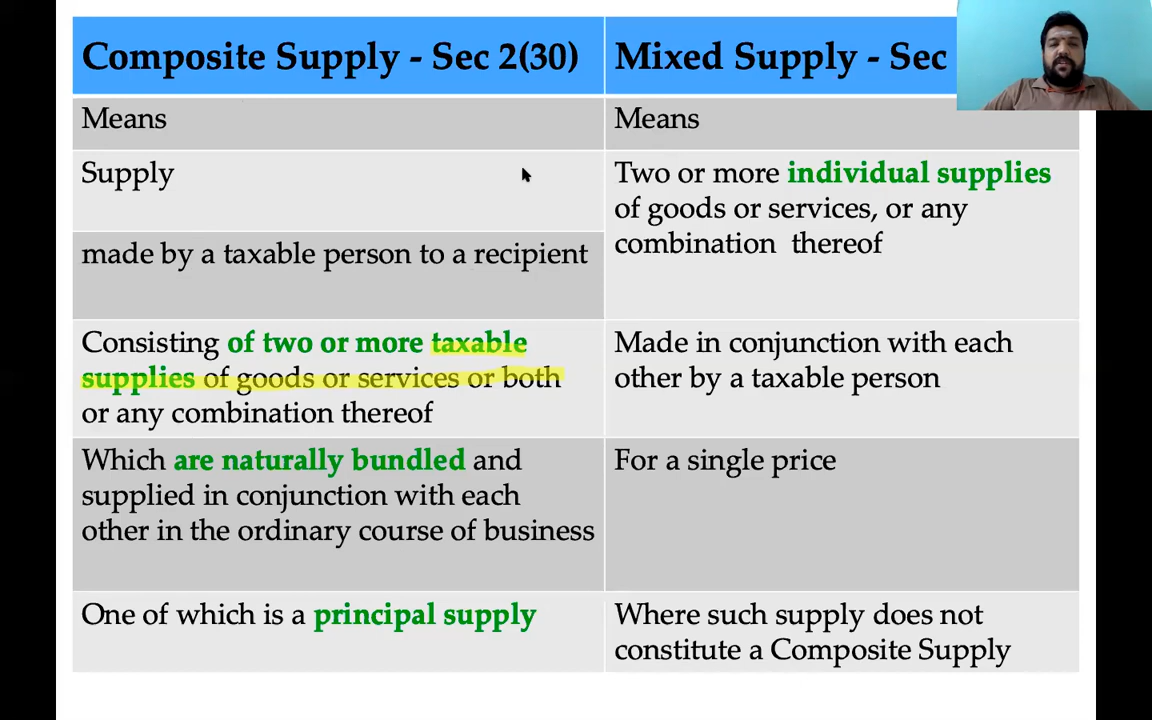 Composite Supply - Sec 2(30)
Mixed Supply - Sec
Means
Means
Supply
Two or more individual supplies
of goods or services, or any
combination thereof
made by a taxable person to a recipient
Consisting of two or more taxable
supplies of goods or services or both
or any combination thereof
Made in conjunction with each
other by a taxable person
Which are naturally bundled and
supplied in conjunction with each
other in the ordinary course of business
For a single price
One of which is a principal supply
Where such supply does not
constitute a Composite Supply